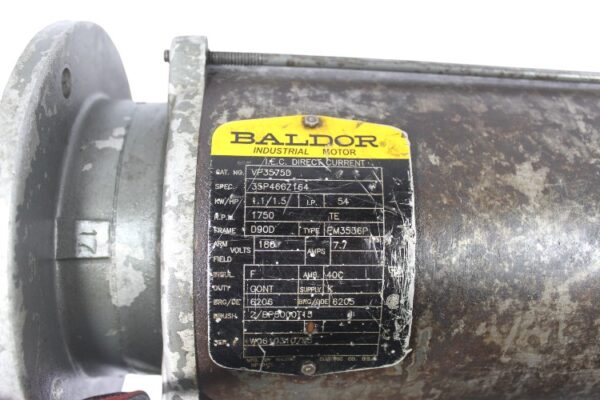 BALDOR
INDUSTRIAL MOTOR
I.E.C. DIRECT CURRENT
CAT. NO. VP3575D
SPEC. 35P466Z164
KW/HP 1.1/1.5 I.P. 54
R.P.M. 1750 TE
FRAME D90D TYPE PM3536P
ARM VOLTS AMPS 7.7
FIELD
INSUL. F AMB. 40C
DUTY CONT SUPPLY K
BRG/DE 6206 BRG/ODE 6205
BRUSH
SER.
17